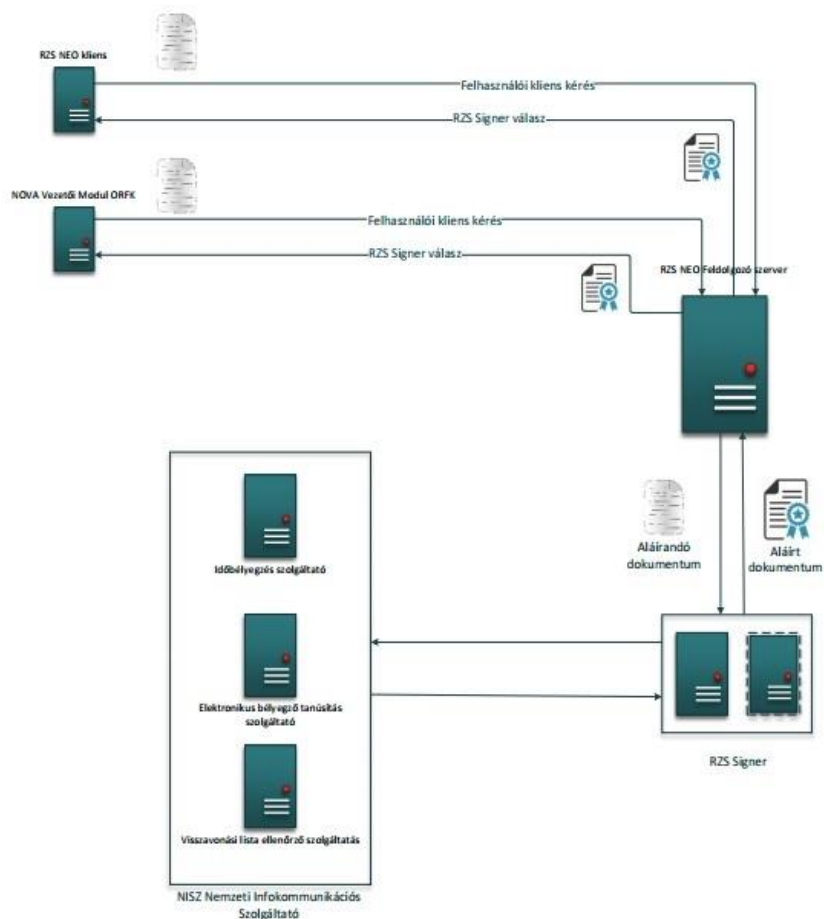 RZS NEO kliens
Felhasználói kliens kérés
RZS Signer válasz
NOVA Vezetői Modul ORFK
Felhasználói kliens kérés
RZS Signer válasz
RZS NEO Feldolgozó szerver
Időbélyegzés szolgáltató
Aláírandó
dokumentum
Aláírt
dokumentum
Elektronikus bélyegző tanúsítás
szolgáltató
RZS Signer
Visszavonási lista ellenőrző szolgáltatás
NISZ Nemzeti Infokommunikációs
Szolgáltató